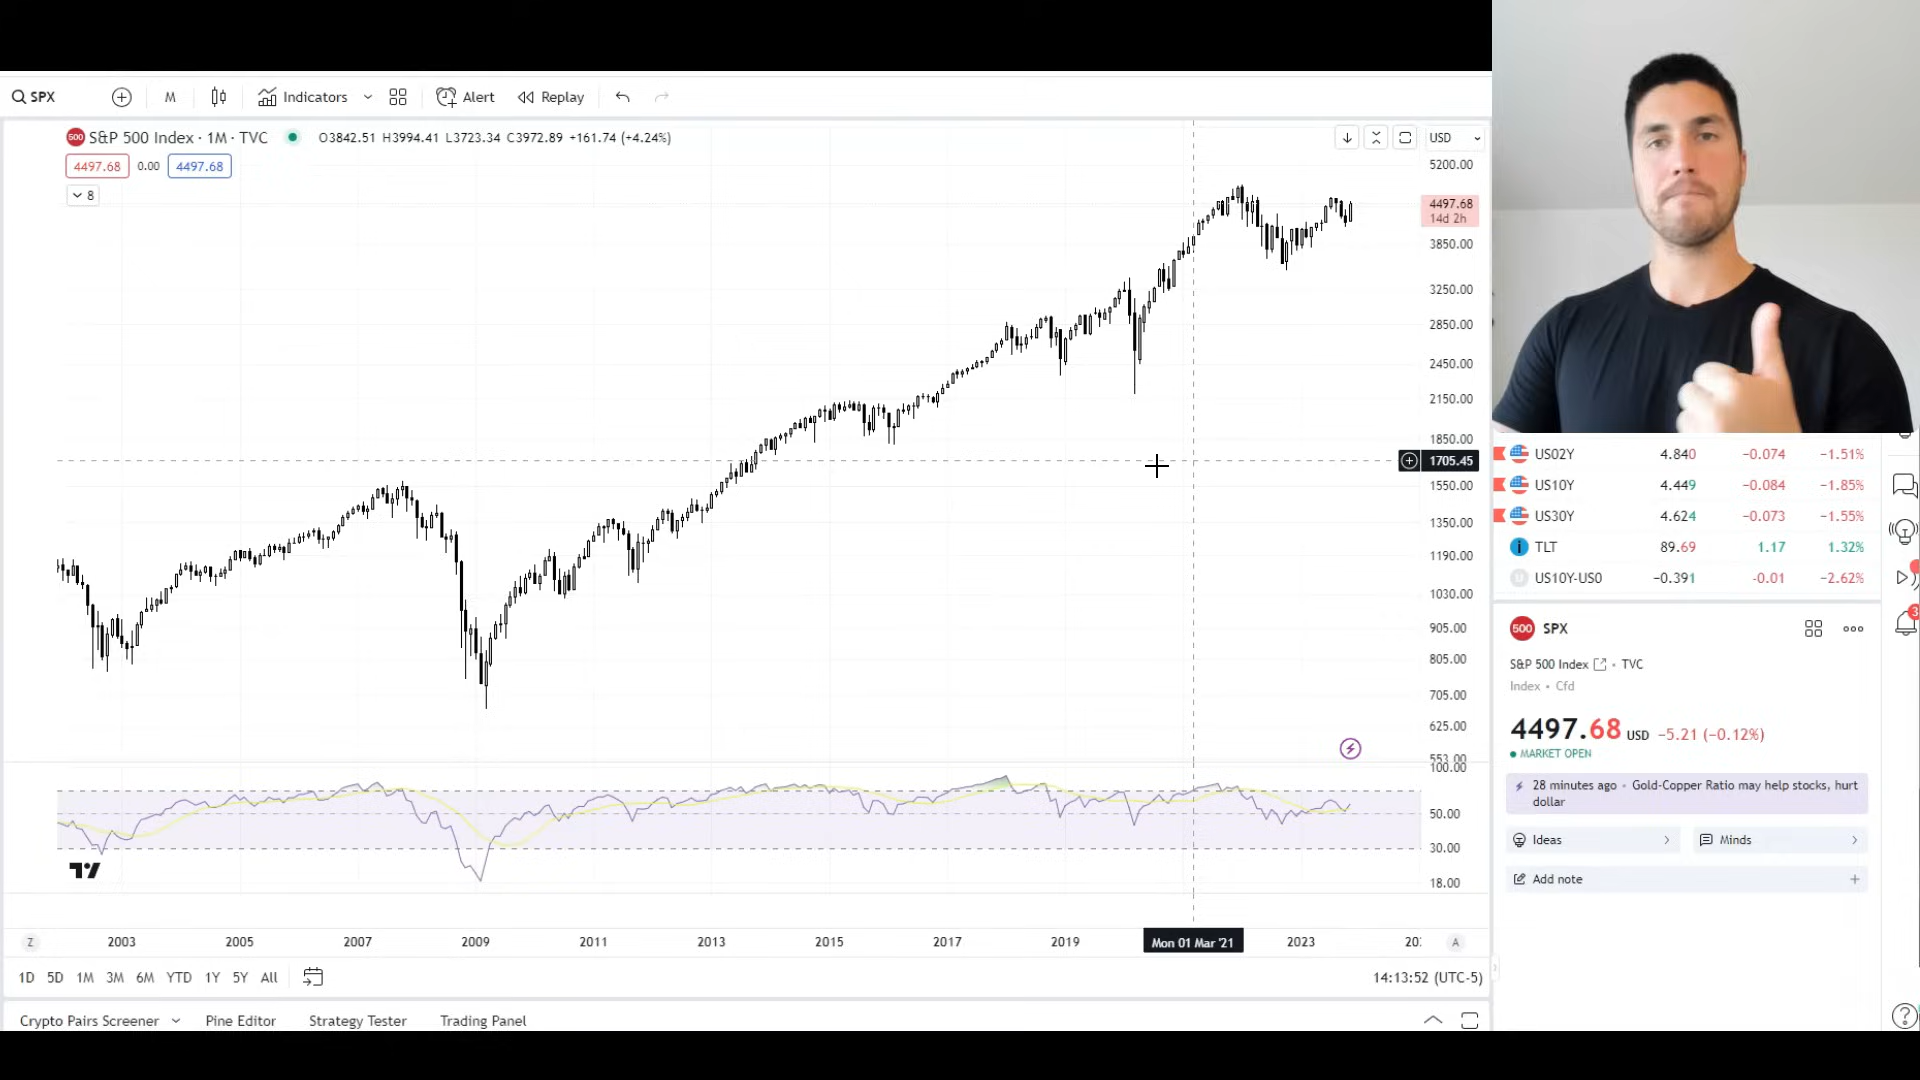 SPX M Indicators Alert Replay
500 S&P 500 Index · 1M · TVC O3842.51 H3994.41 L3723.34 C3972.89 +161.74 (+4.24%) USD
4497.68 0.00 4497.68
8
5200.00
4497.68
14d 2h
3850.00
3250.00
2850.00
2450.00
2150.00
1850.00
1705.45
1550.00
1350.00
1190.00
1030.00
905.00
805.00
705.00
625.00
553.00
100.00
50.00
30.00
18.00
Z 2003 2005 2007 2009 2011 2013 2015 2017 2019 Mon 01 Mar '21 2023 20: A
1D 5D 1M 3M 6M YTD 1Y 5Y All 14:13:52 (UTC-5)
Crypto Pairs Screener Pine Editor Strategy Tester Trading Panel
US02Y 4.840 −0.074 −1.51%
US10Y 4.449 −0.084 −1.85%
US30Y 4.624 −0.073 −1.55%
i TLT 89.69 1.17 1.32%
U US10Y-US0 −0.391 -0.01 −2.62%
500 SPX
S&P 500 Index · TVC
Index · Cfd
4497.68 USD −5.21 (−0.12%)
MARKET OPEN
28 minutes ago · Gold-Copper Ratio may help stocks, hurt
dollar
Ideas Minds
Add note
3
?